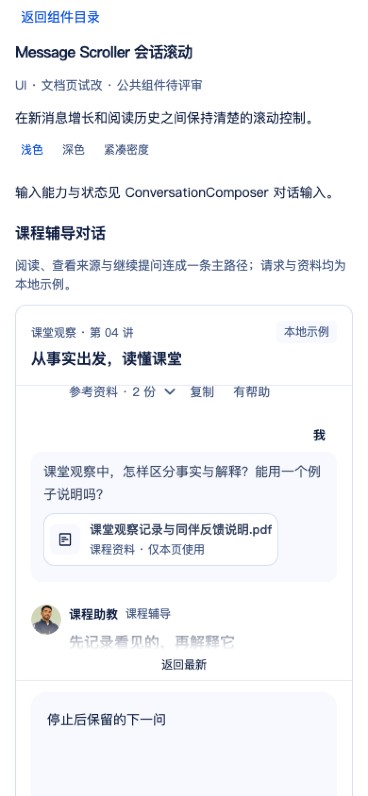 返回组件目录
Message Scroller 会话滚动
UI · 文档页试改 · 公共组件待评审
在新消息增长和阅读历史之间保持清楚的滚动控制。
浅色 深色 紧凑密度
输入能力与状态见 ConversationComposer 对话输入。
课程辅导对话
阅读、查看来源与继续提问连成一条主路径；请求与资料均为
本地示例。
课堂观察 · 第 04 讲
本地示例
从事实出发，读懂课堂
参考资料 · 2 份 复制 有帮助
我
课堂观察中，怎样区分事实与解释？能用一个例
子说明吗？
课堂观察记录与同伴反馈说明.pdf
课程资料 · 仅本页使用
课程助教 课程辅导
先记录看见的，再解释它
返回最新
停止后保留的下一问